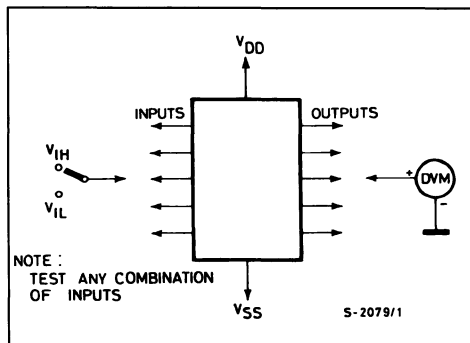 VDD
INPUTS
OUTPUTS
VIH
VIL
+
DVM
-
NOTE :
TEST ANY COMBINATION
OF INPUTS
VSS
S-2079/1